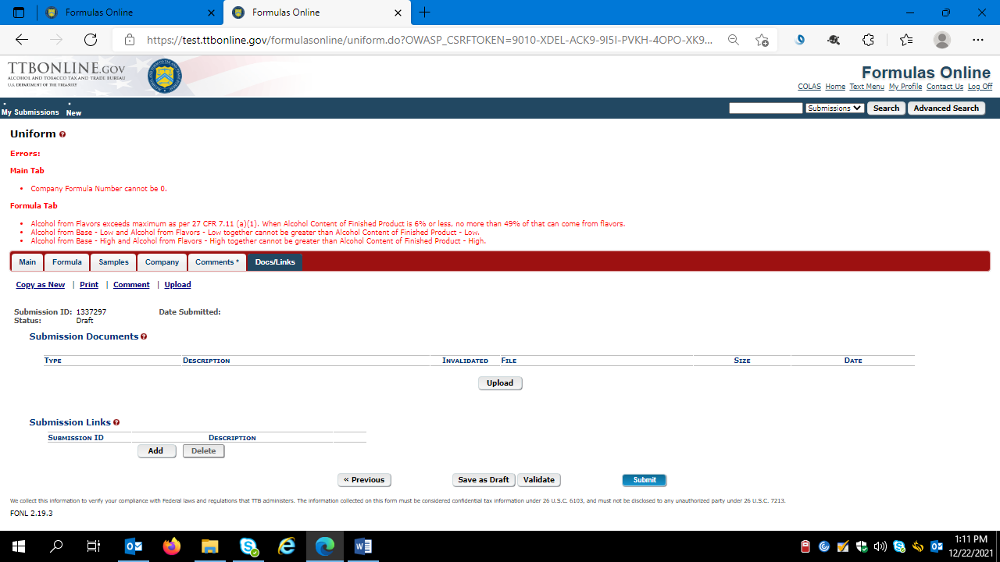 Formulas Online
Formulas Online
https://test.ttbonline.gov/formulasonline/uniform.do?OWASP_CSRFTOKEN=9010-XDEL-ACK9-9I5I-PVKH-4OPO-XK9...
TTBONLINE.GOV
ALCOHOL AND TOBACCO TAX AND TRADE BUREAU
U.S. DEPARTMENT OF THE TREASURY
Formulas Online
COLAS Home Text Menu My Profile Contact Us Log Off
My Submissions New
Submissions Search Advanced Search
Uniform ?
Errors:
Main Tab
• Company Formula Number cannot be 0.
Formula Tab
• Alcohol from Flavors exceeds maximum as per 27 CFR 7.11 (a)(1). When Alcohol Content of Finished Product is 6% or less, no more than 49% of that can come from flavors.
• Alcohol from Base - Low and Alcohol from Flavors - Low together cannot be greater than Alcohol Content of Finished Product - Low.
• Alcohol from Base - High and Alcohol from Flavors - High together cannot be greater than Alcohol Content of Finished Product - High.
Main Formula Samples Company Comments * Docs/Links
Copy as New | Print | Comment | Upload
Submission ID: 1337297 Date Submitted:
Status: Draft
Submission Documents ?
TYPE DESCRIPTION INVALIDATED FILE SIZE DATE
Upload
Submission Links ?
SUBMISSION ID DESCRIPTION
Add Delete
« Previous Save as Draft Validate Submit
We collect this information to verify your compliance with Federal laws and regulations that TTB administers. The information collected on this form must be considered confidential tax information under 26 U.S.C. 6103, and must not be disclosed to any unauthorized party under 26 U.S.C. 7213.
FONL 2.19.3
1:11 PM
12/22/2021